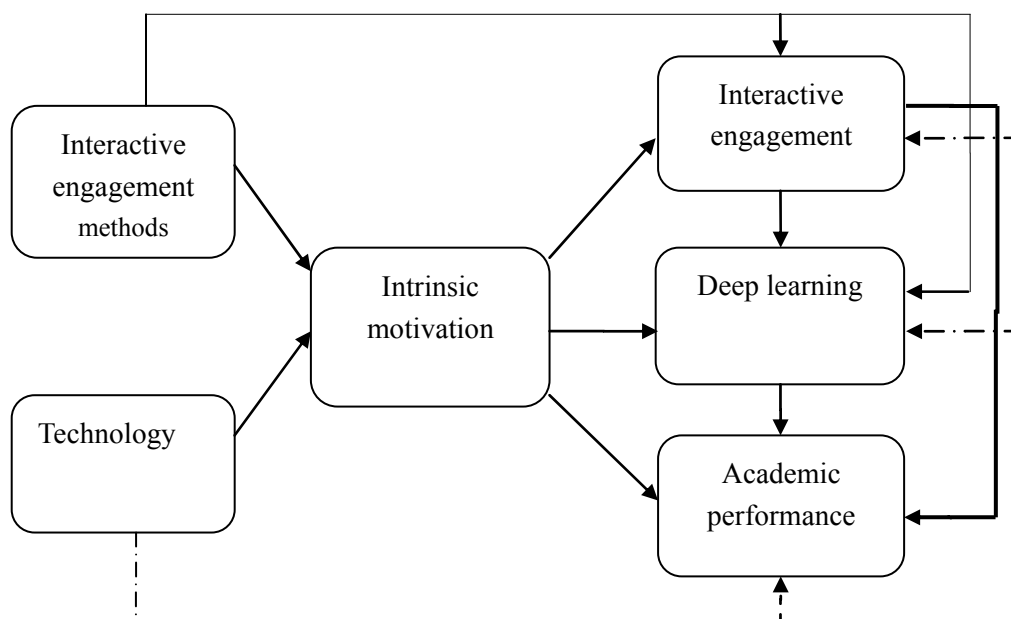 Interactive
engagement
methods
Technology
Intrinsic
motivation
Interactive
engagement
Deep learning
Academic
performance